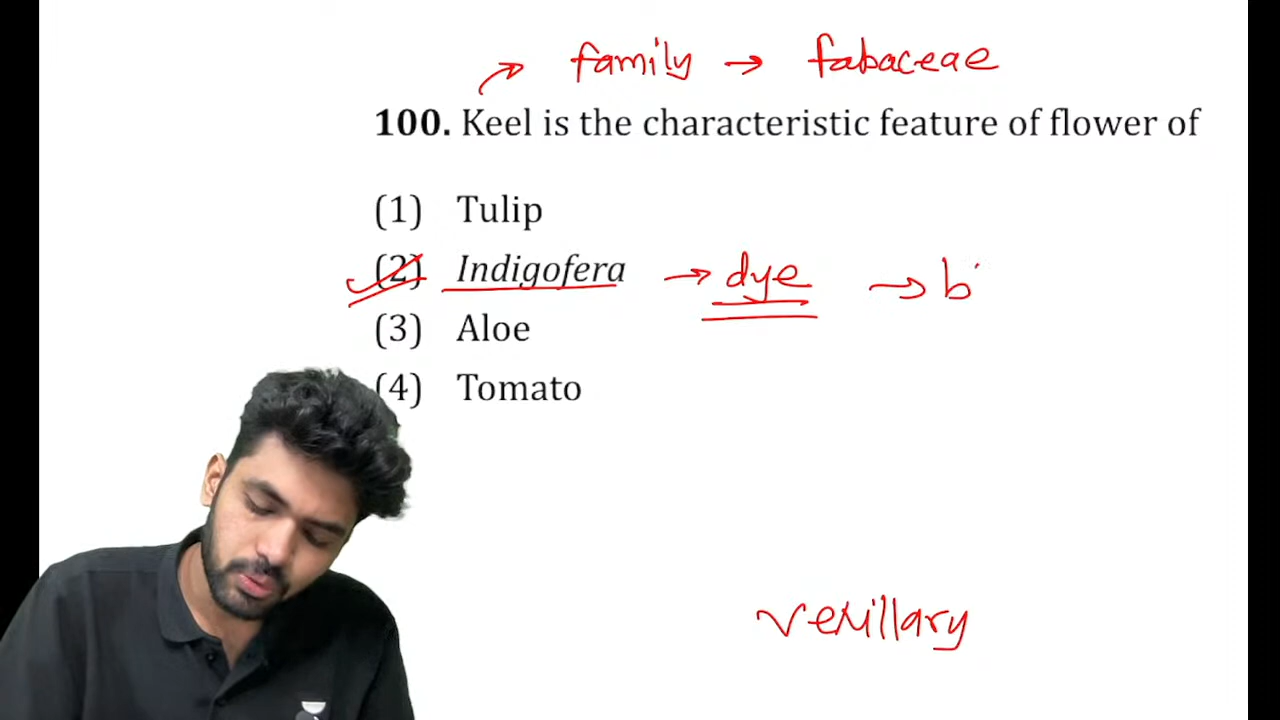 → family → fabaceae
100. Keel is the characteristic feature of flower of
(1) Tulip
(2) Indigofera → dye → b
(3) Aloe
(4) Tomato
vexillary